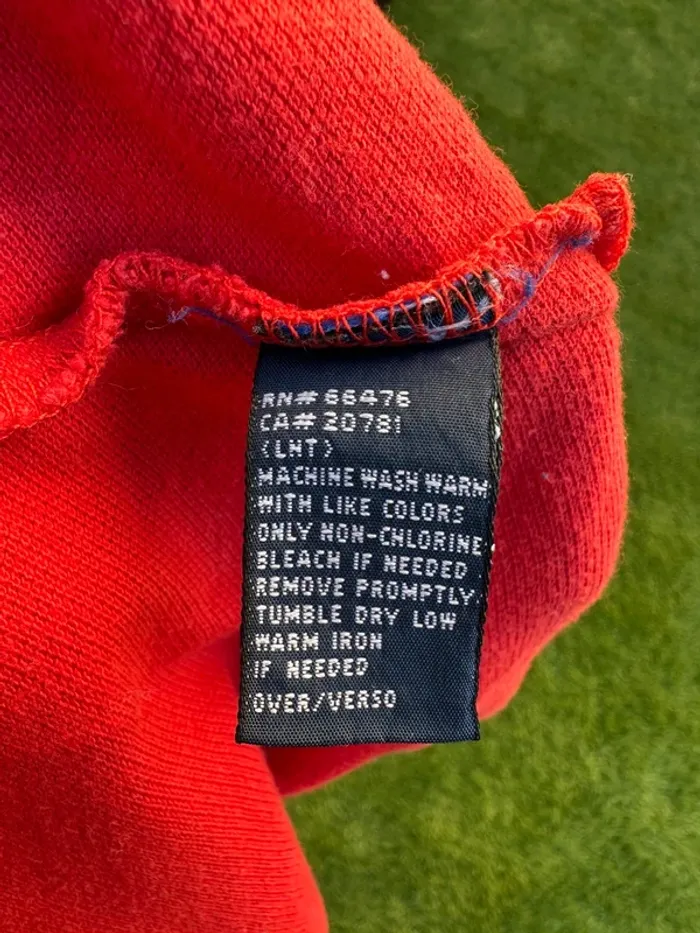 RN# 66476
CA# 20781
(LHT)
MACHINE WASH WARM
WITH LIKE COLORS
ONLY NON-CHLORINE
BLEACH IF NEEDED
REMOVE PROMPTLY
TUMBLE DRY LOW
WARM IRON
IF NEEDED
OVER/VERSO